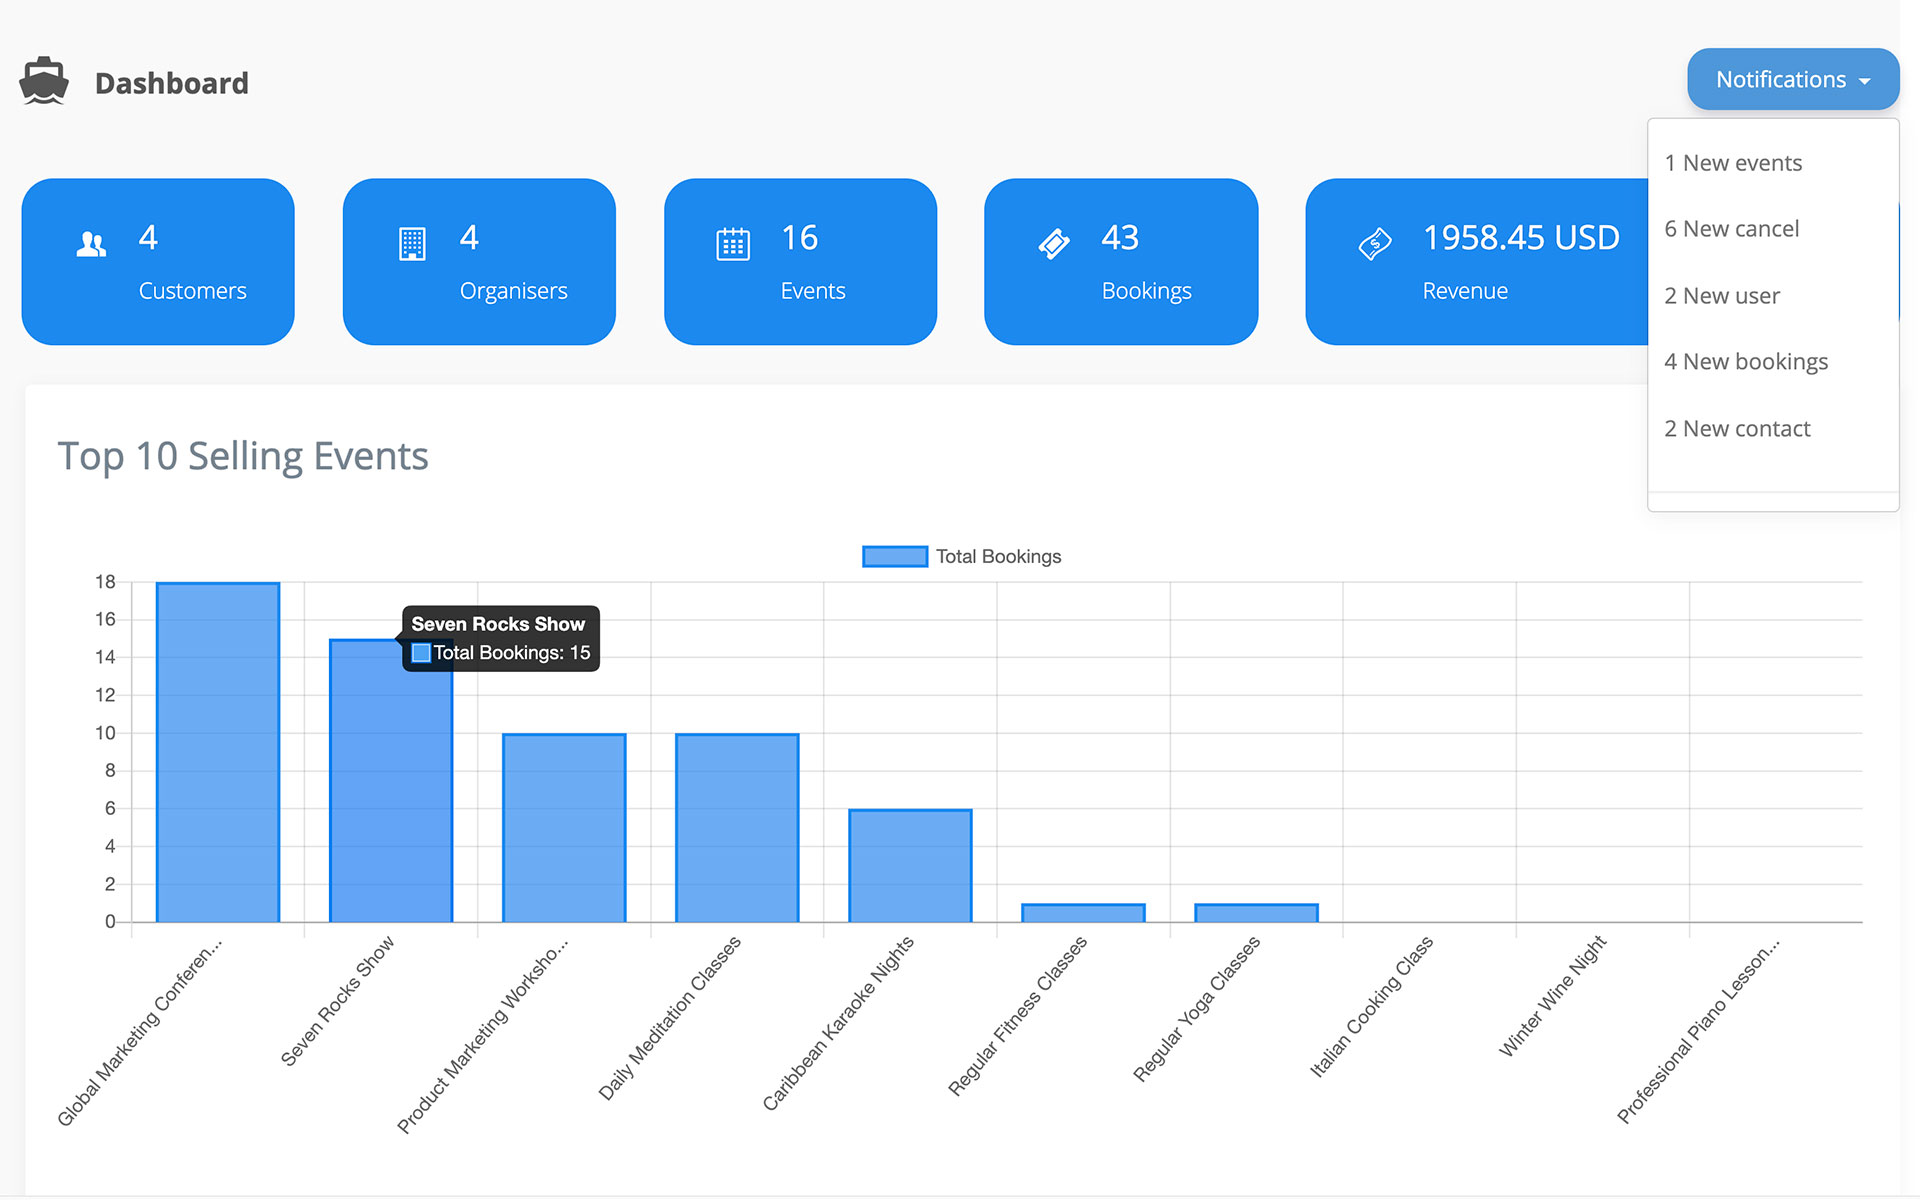 Dashboard
Notifications
1 New events
6 New cancel
2 New user
4 New bookings
2 New contact
4
Customers
4
Organisers
16
Events
43
Bookings
1958.45 USD
Revenue
Top 10 Selling Events
Total Bookings
18
16
14
12
10
8
6
4
2
0
Seven Rocks Show
Total Bookings: 15
Global Marketing Conferen...
Seven Rocks Show
Product Marketing Worksho...
Daily Meditation Classes
Caribbean Karaoke Nights
Regular Fitness Classes
Regular Yoga Classes
Italian Cooking Class
Winter Wine Night
Professional Piano Lesson...